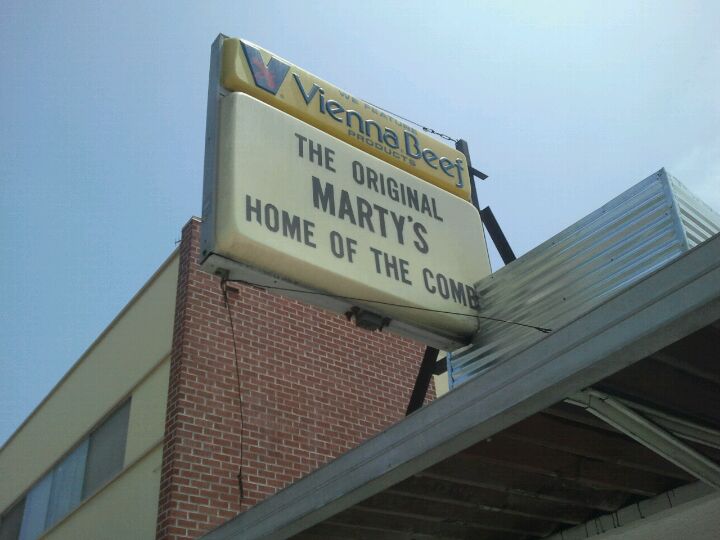 V
WE FEATURE
Vienna Beef
PRODUCTS
THE ORIGINAL
MARTY'S
HOME OF THE COMB